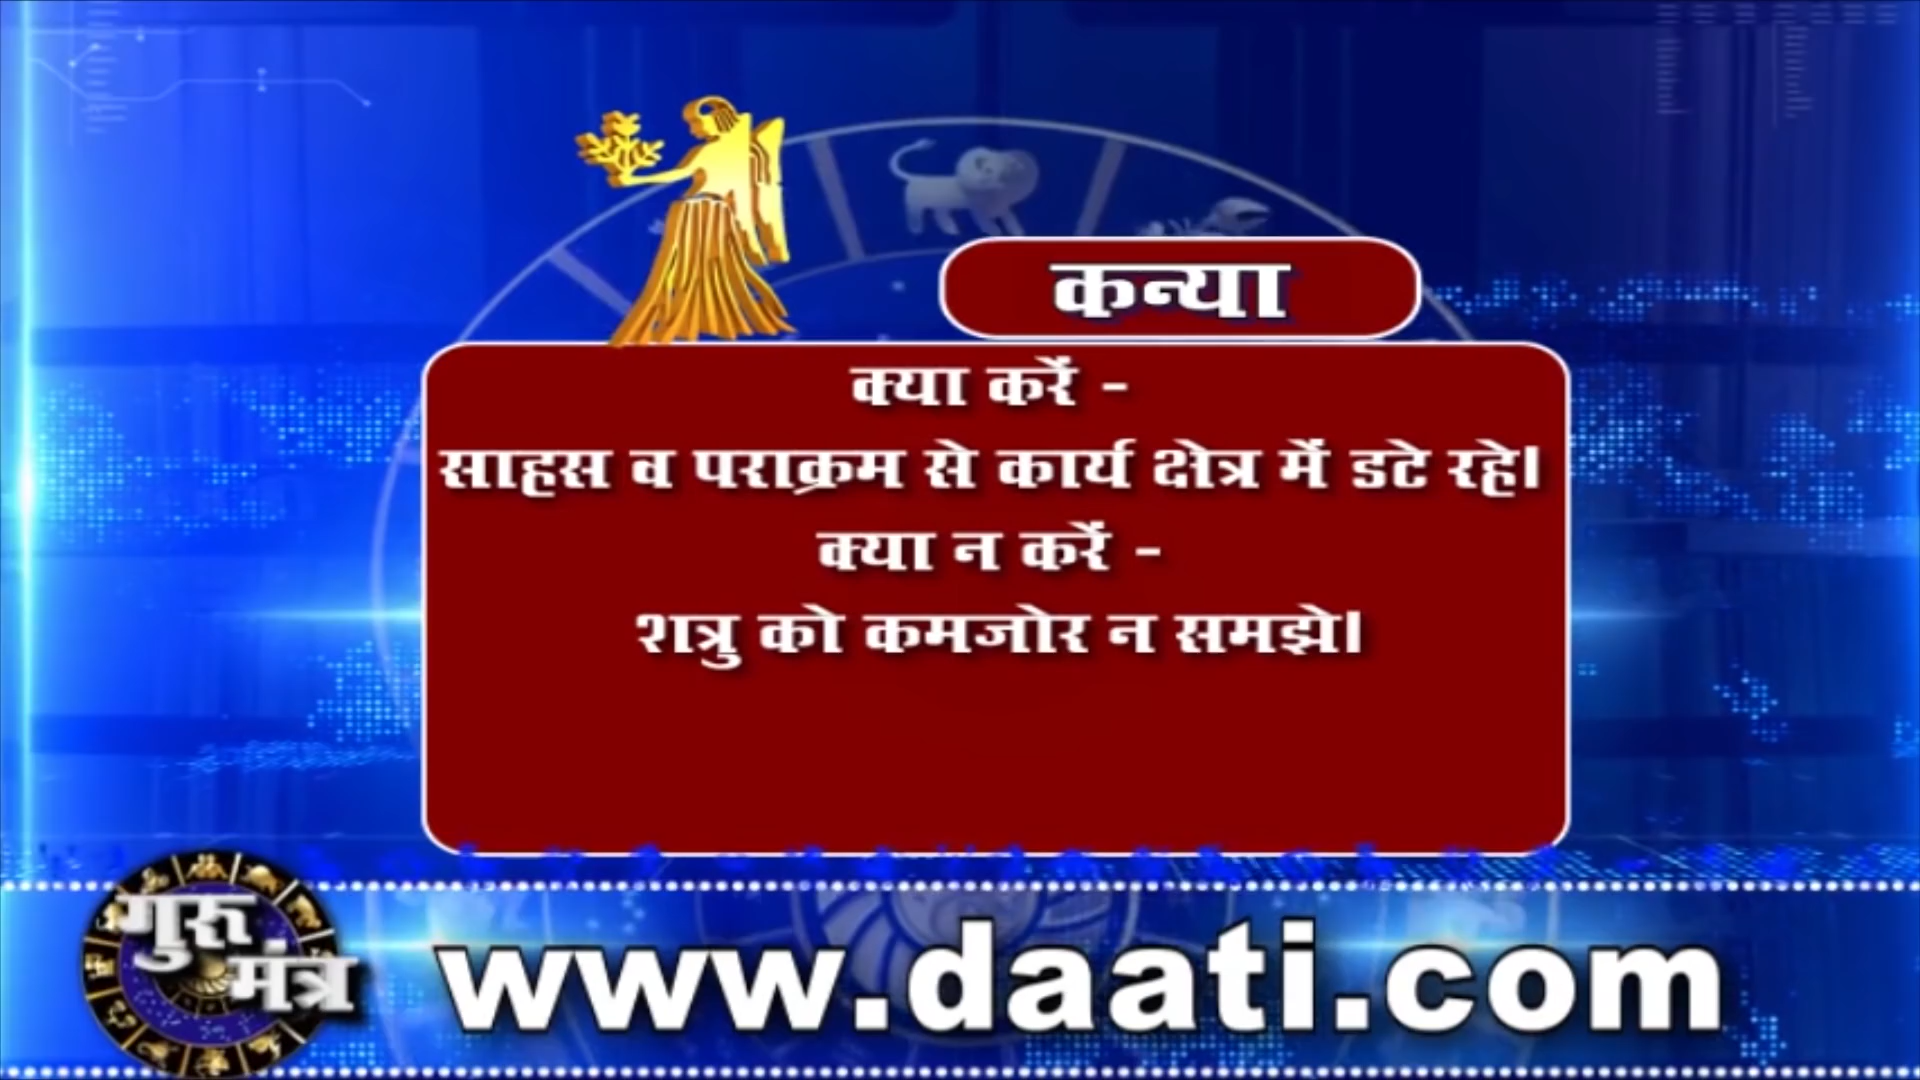 कन्या
क्या करें -
साहस व पराक्रम से कार्य क्षेत्र में डटे रहे।
क्या न करें -
शत्रु को कमजोर न समझे।
गुरु
मंत्र
www.daati.com